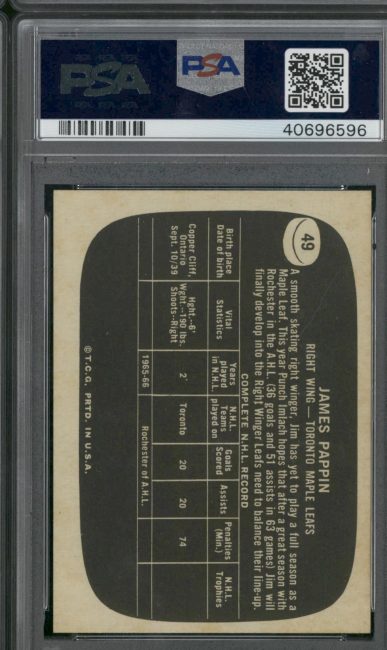 PSA
PSA
40696596
49
JAMES PAPPIN
RIGHT WING — TORONTO MAPLE LEAFS
A smooth skating right winger, Jim has yet to play a full season as a
Maple Leaf. This year Punch Imlach hopes that after a great season with
Rochester in the A.H.L. (36 goals and 51 assists in 63 games) Jim will
finally develop into the Right Winger Leafs need to balance their line-up.
COMPLETE N.H.L. RECORD
Birth place Date of birth
Vital Statistics
Years played in N.H.L.
N.H.L. Teams played on
Goals Scored
Assists
Penalties (Min.)
N.H.L. Trophies
Copper Cliff, Ontario Sept. 10/39
Hght.--6' Wght.--190 lbs. Shoots--Right
2
Toronto
20
20
74
1965-66
Rochester of A.H.L.
© T.C.G. PRTD. IN U.S.A.